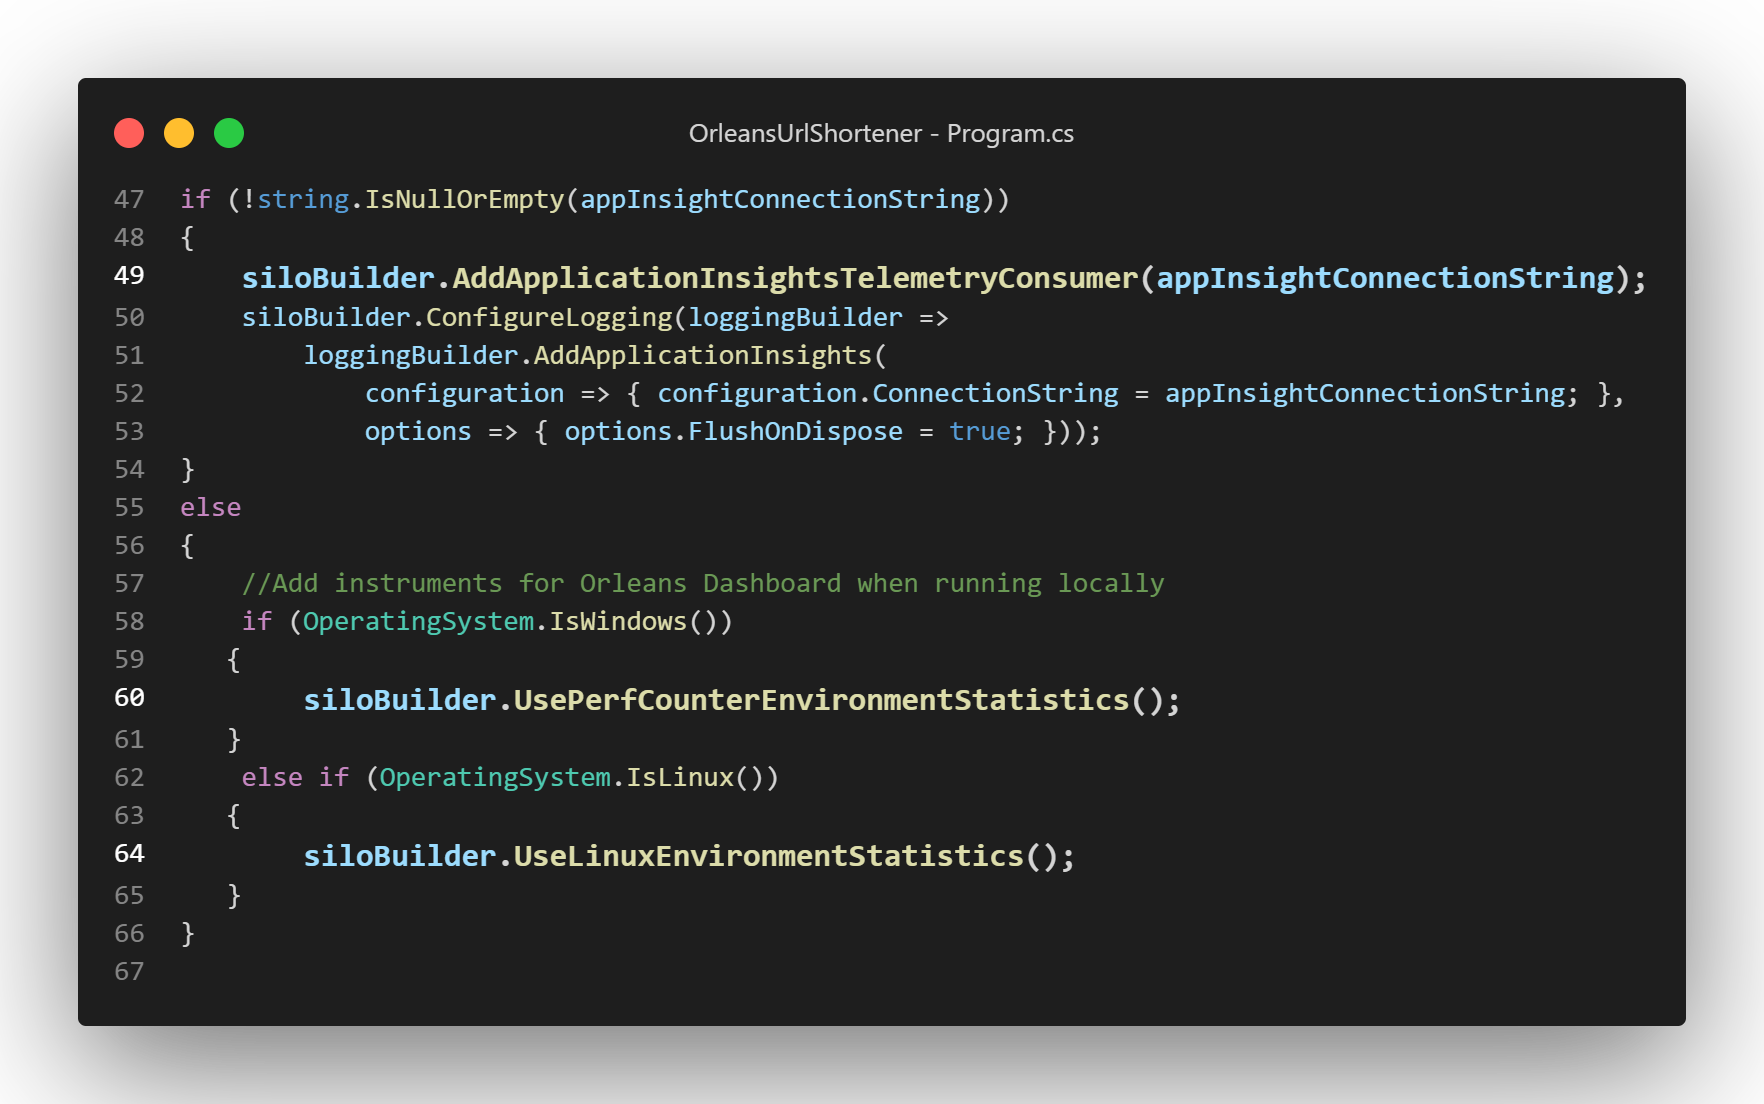 OrleansUrlShortener - Program.cs
47 if (!string.IsNullOrEmpty(appInsightConnectionString))
48 {
49     siloBuilder.AddApplicationInsightsTelemetryConsumer(appInsightConnectionString);
50     siloBuilder.ConfigureLogging(loggingBuilder =>
51         loggingBuilder.AddApplicationInsights(
52             configuration => { configuration.ConnectionString = appInsightConnectionString; },
53             options => { options.FlushOnDispose = true; }));
54 }
55 else
56 {
57     //Add instruments for Orleans Dashboard when running locally
58     if (OperatingSystem.IsWindows())
59    {
60         siloBuilder.UsePerfCounterEnvironmentStatistics();
61    }
62     else if (OperatingSystem.IsLinux())
63    {
64         siloBuilder.UseLinuxEnvironmentStatistics();
65    }
66 }
67